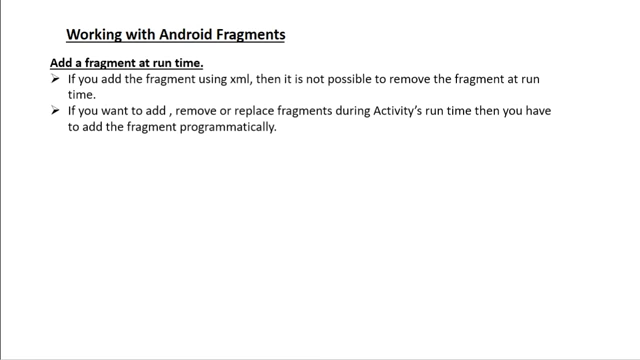 Working with Android Fragments
Add a fragment at run time.
➢ If you add the fragment using xml, then it is not possible to remove the fragment at run
time.
➢ If you want to add , remove or replace fragments during Activity's run time then you have
to add the fragment programmatically.